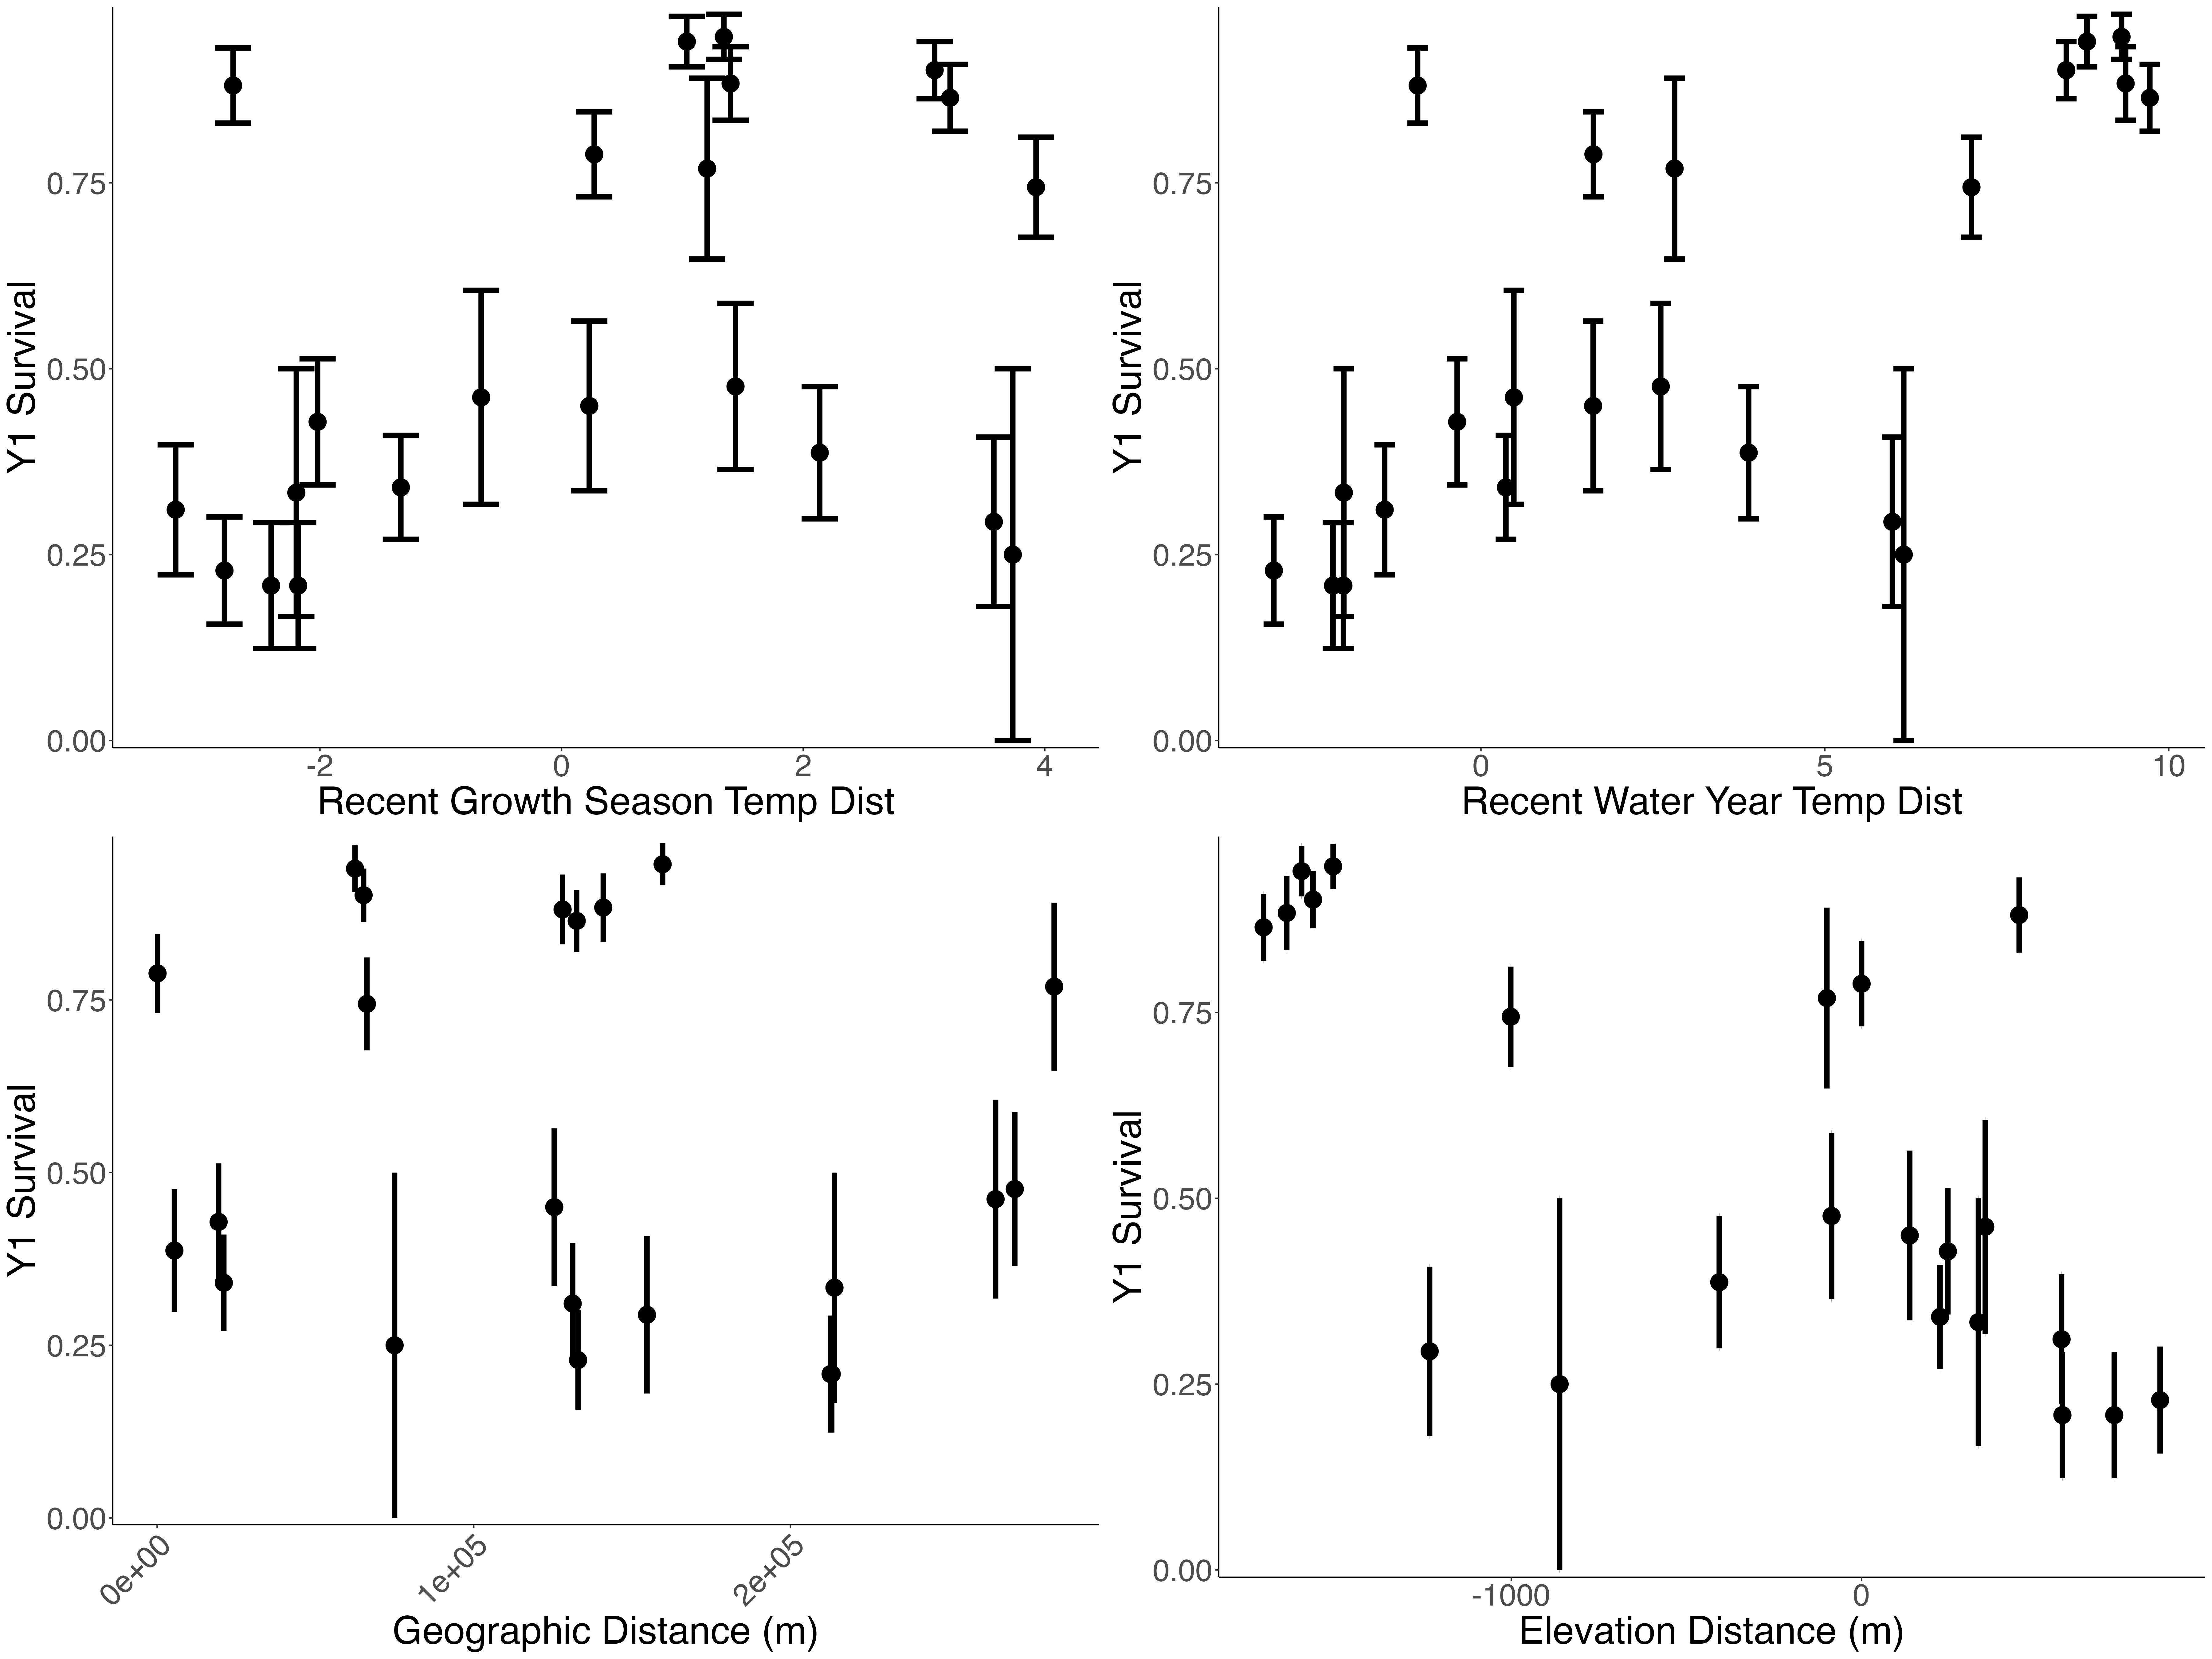 Y1 Survival
0.75
0.50
0.25
0.00
-2 0 2 4
Recent Growth Season Temp Dist
Y1 Survival
0.75
0.50
0.25
0.00
0 5 10
Recent Water Year Temp Dist
Y1 Survival
0.75
0.50
0.25
0.00
0e+00 1e+05 2e+05
Geographic Distance (m)
Y1 Survival
0.75
0.50
0.25
0.00
-1000 0
Elevation Distance (m)